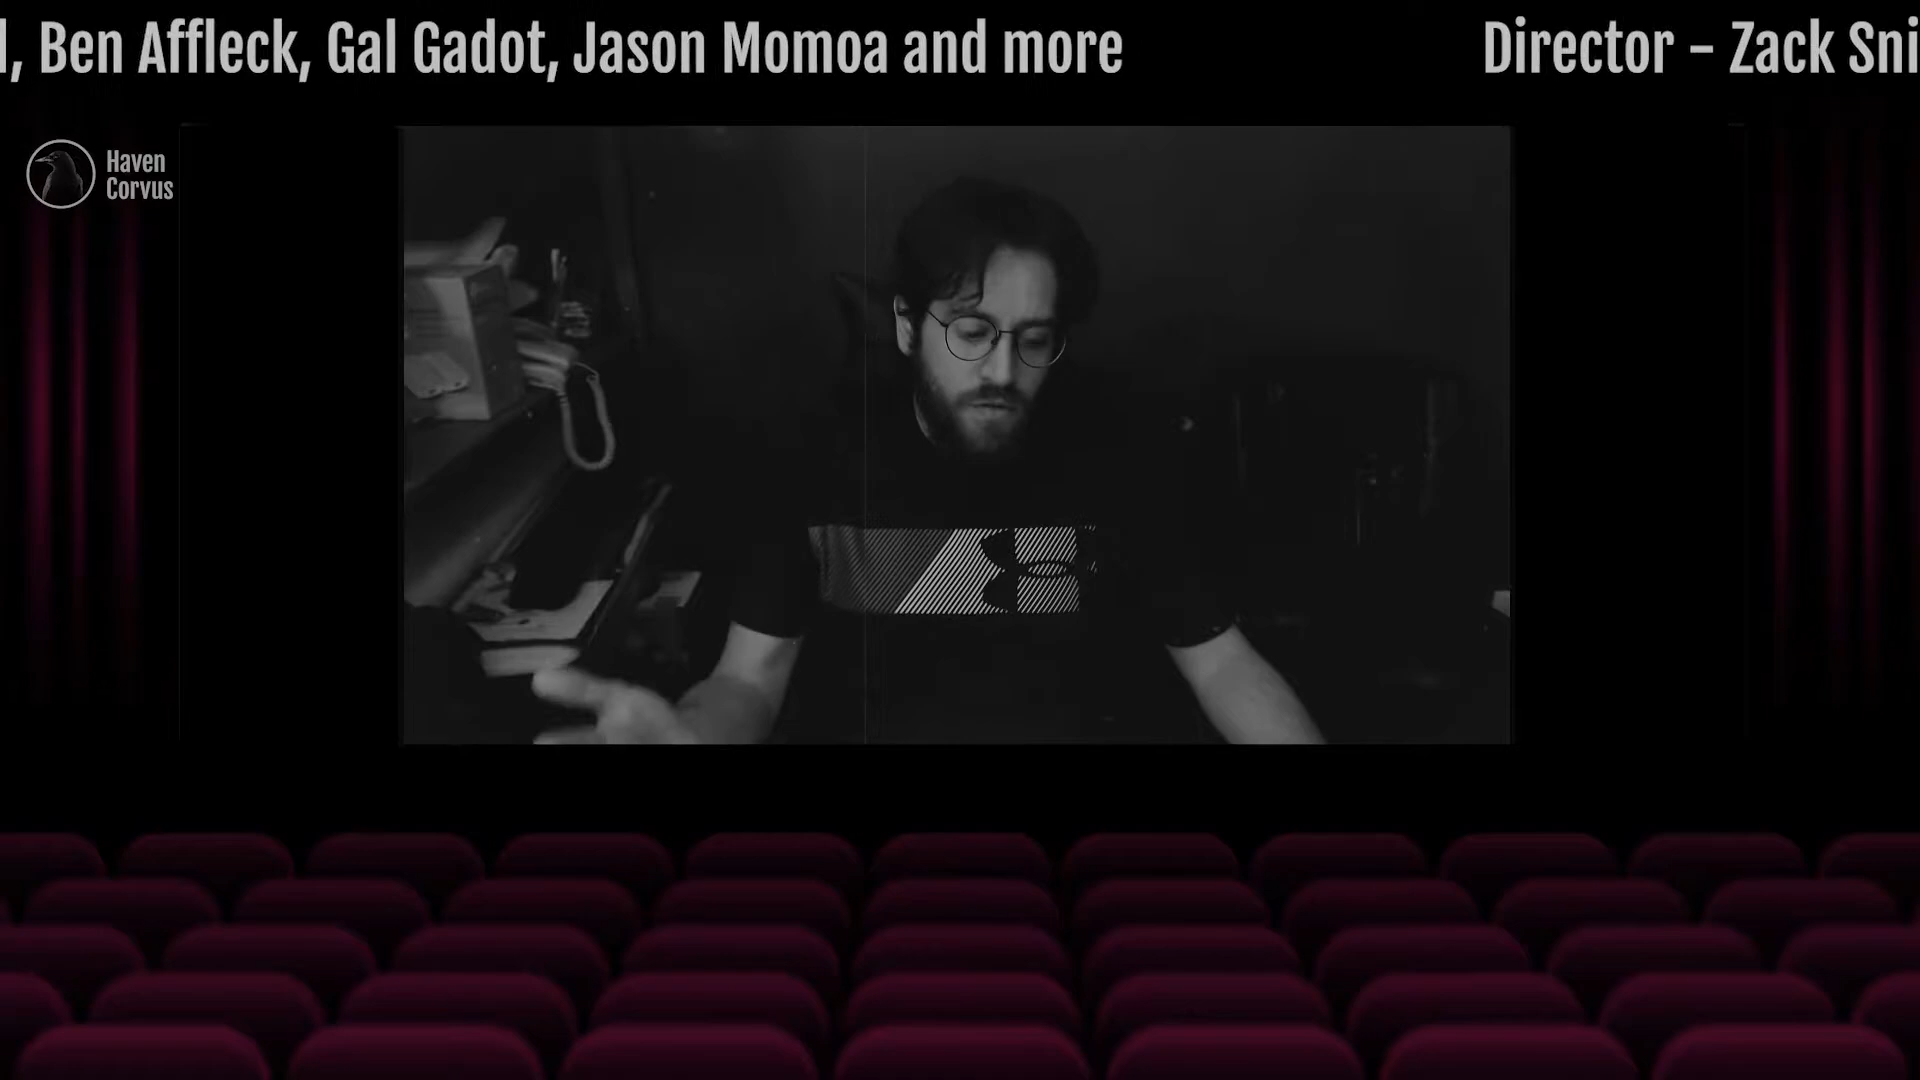 l, Ben Affleck, Gal Gadot, Jason Momoa and more
Director - Zack Sni
Haven
Corvus